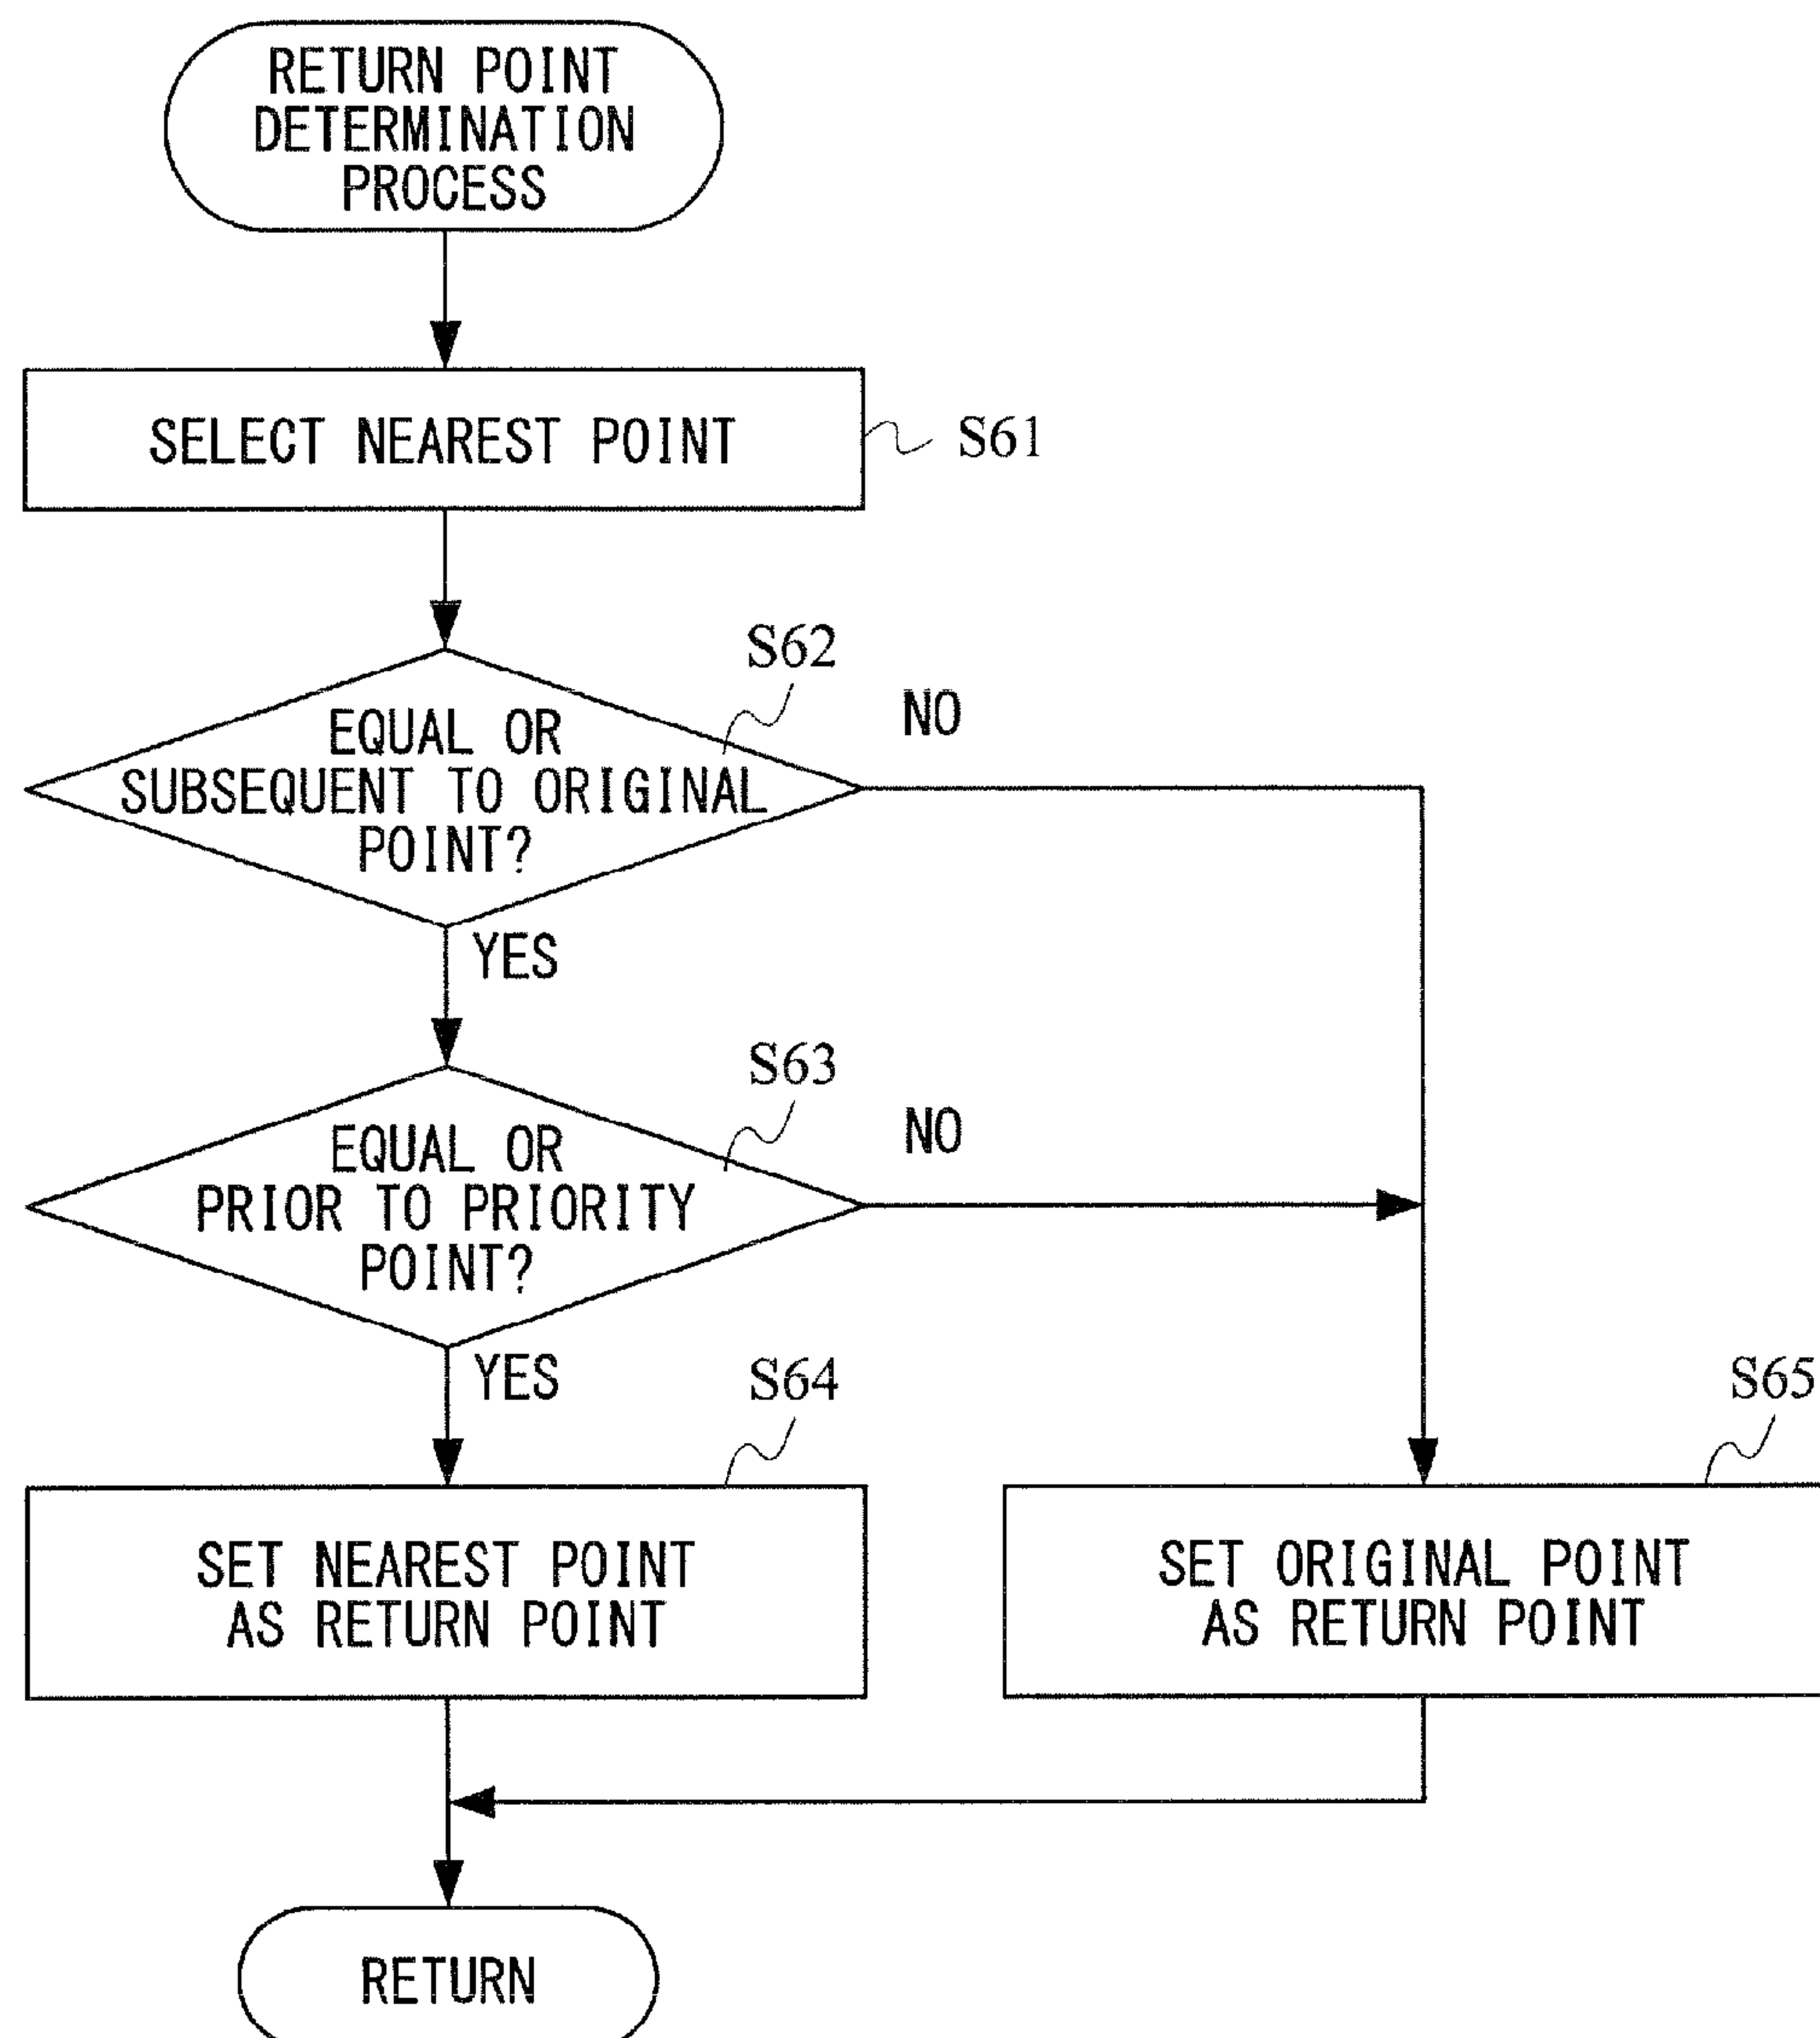 RETURN POINT
DETERMINATION
PROCESS
SELECT NEAREST POINT
S61
S62
EQUAL OR
SUBSEQUENT TO ORIGINAL
POINT?
NO
YES
S63
EQUAL OR
PRIOR TO PRIORITY
POINT?
NO
YES
S64
SET NEAREST POINT
AS RETURN POINT
S65
SET ORIGINAL POINT
AS RETURN POINT
RETURN